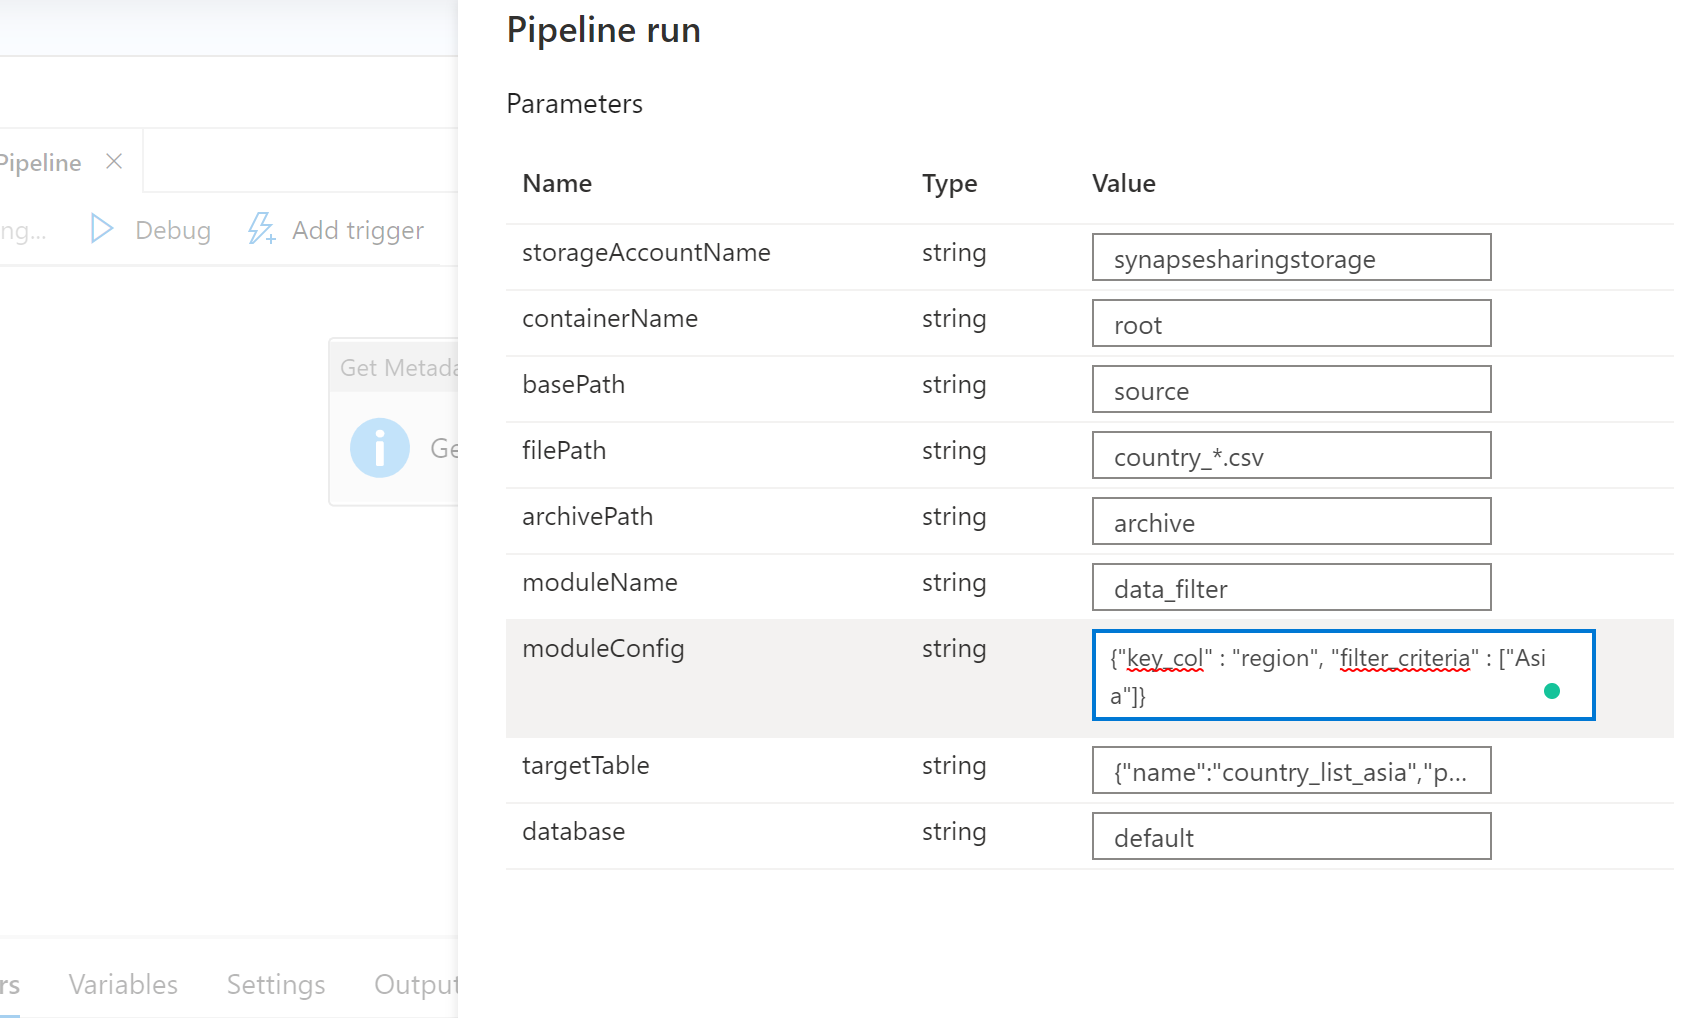 Pipeline run
Parameters
Name Type Value
storageAccountName string synapsesharingstorage
containerName string root
basePath string source
filePath string country_*.csv
archivePath string archive
moduleName string data_filter
moduleConfig string {"key_col" : "region", "filter_criteria" : ["Asi
a"]}
targetTable string {"name":"country_list_asia","p...
database string default
Pipeline
ng... Debug Add trigger
Get Metada
Ge
rs Variables Settings Output